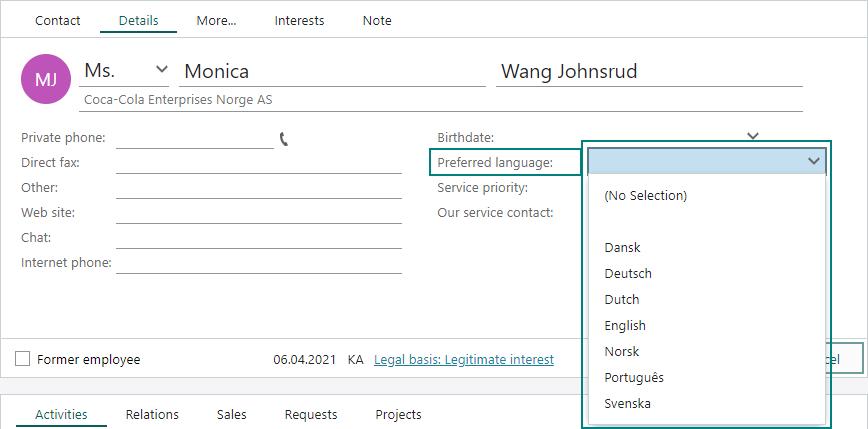 Contact Details More... Interests Note
MJ Ms. Monica Wang Johnsrud
Coca-Cola Enterprises Norge AS
Private phone: Birthdate:
Direct fax: Preferred language:
Other: Service priority:
Web site: Our service contact:
Chat:
Internet phone:
(No Selection)
Dansk
Deutsch
Dutch
English
Norsk
Português
Svenska
Former employee 06.04.2021 KA Legal basis: Legitimate interest
Activities Relations Sales Requests Projects